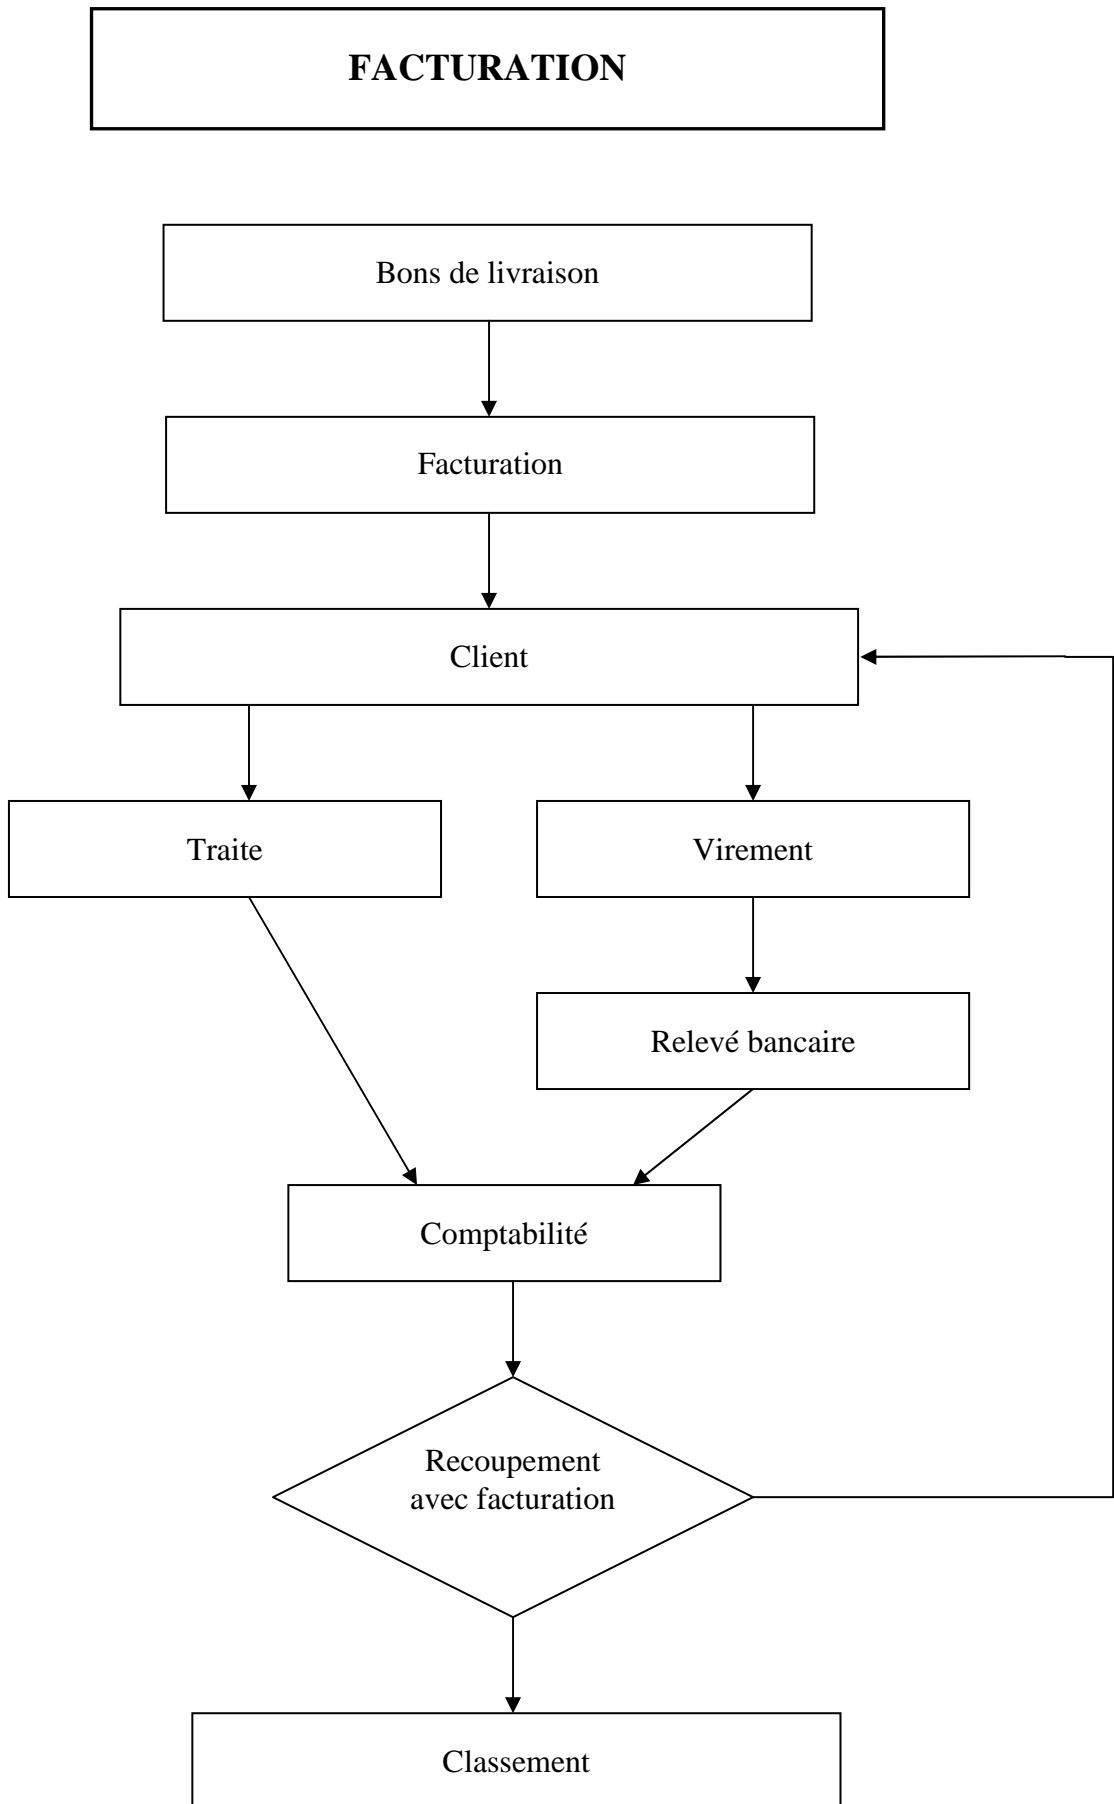 FACTURATION
Bons de livraison
Facturation
Client
Traite
Virement
Relevé bancaire
Comptabilité
Recoupement
avec facturation
Classement